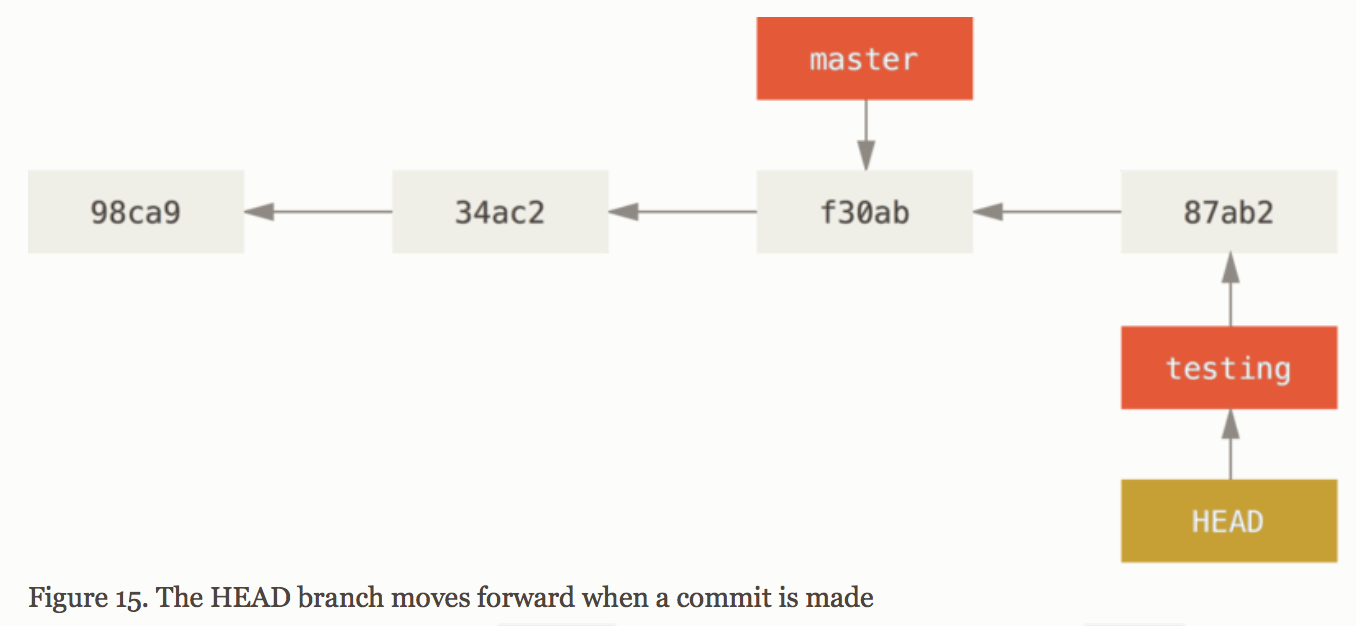 master
98ca9 34ac2 f30ab 87ab2
testing
HEAD
Figure 15. The HEAD branch moves forward when a commit is made